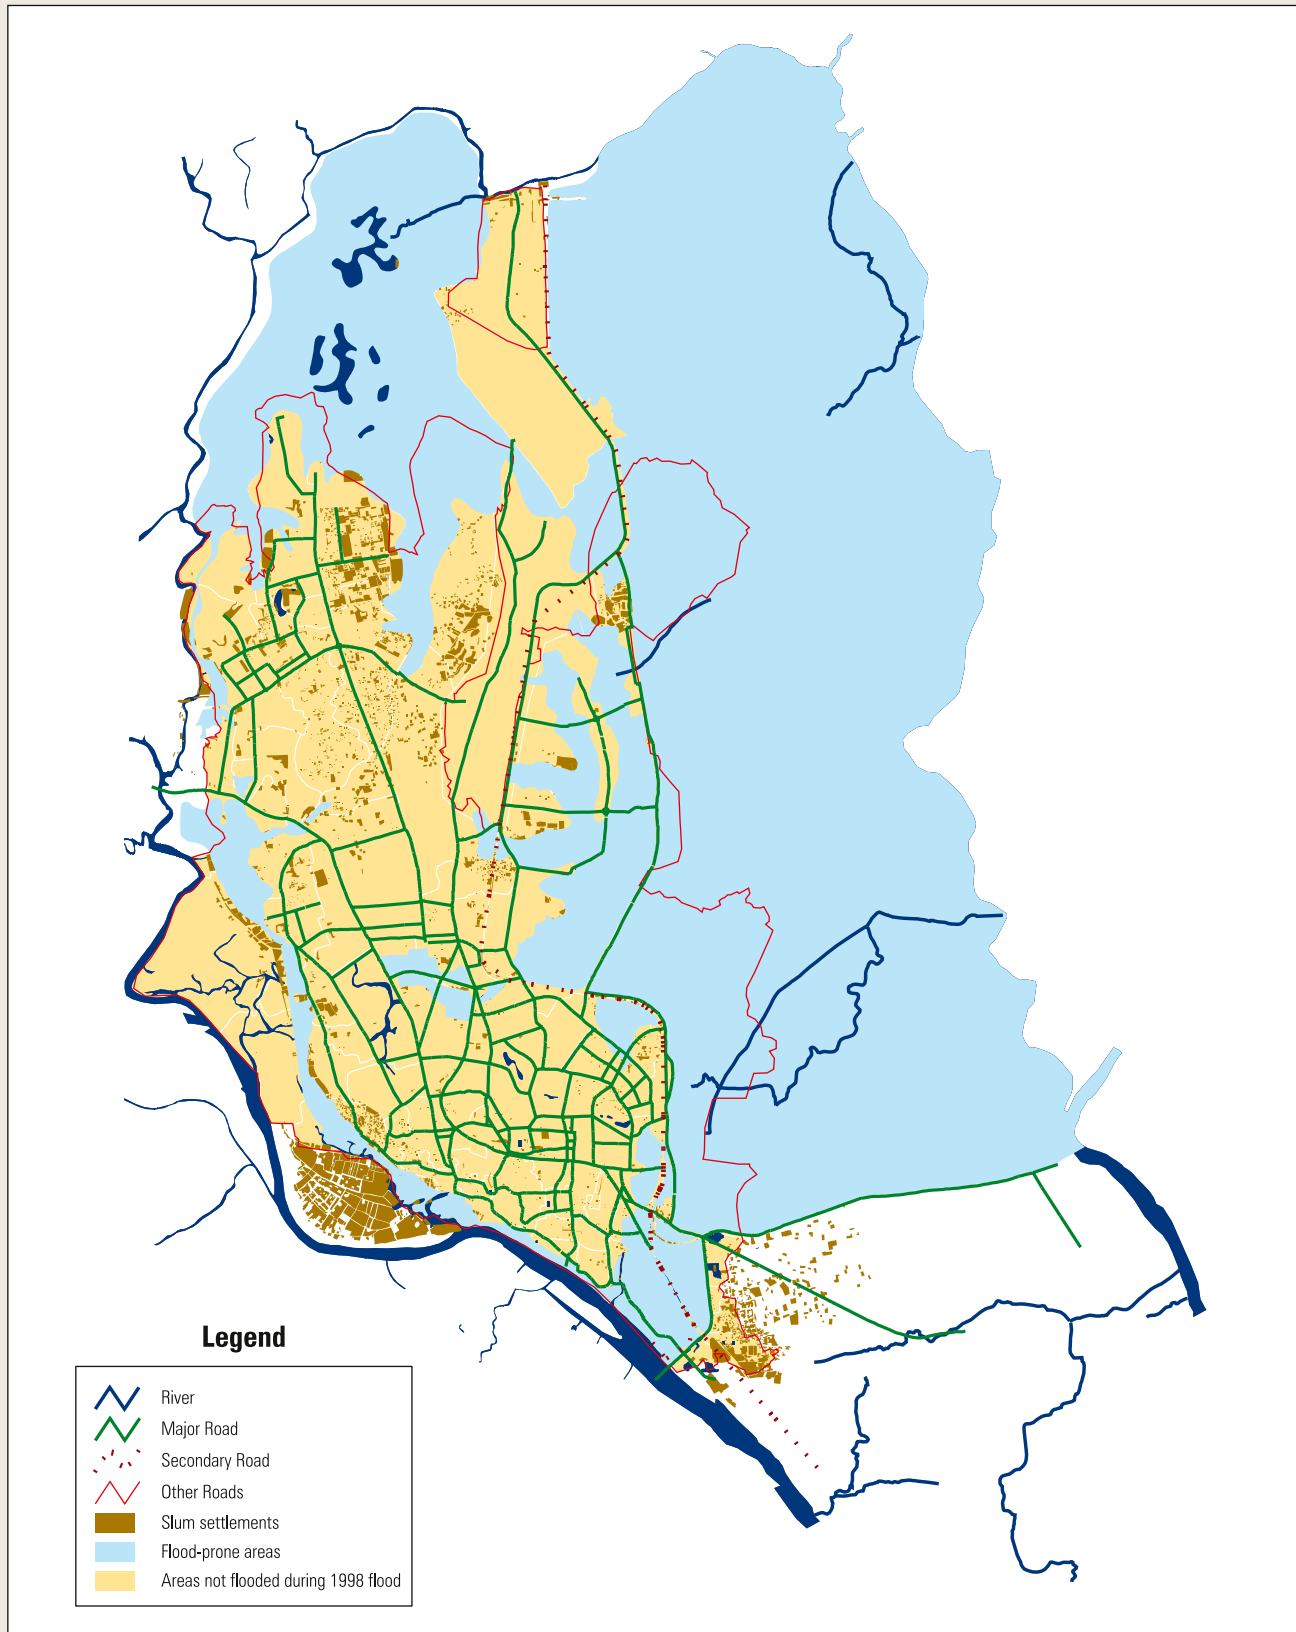 Legend
River
Major Road
Secondary Road
Other Roads
Slum settlements
Flood-prone areas
Areas not flooded during 1998 flood